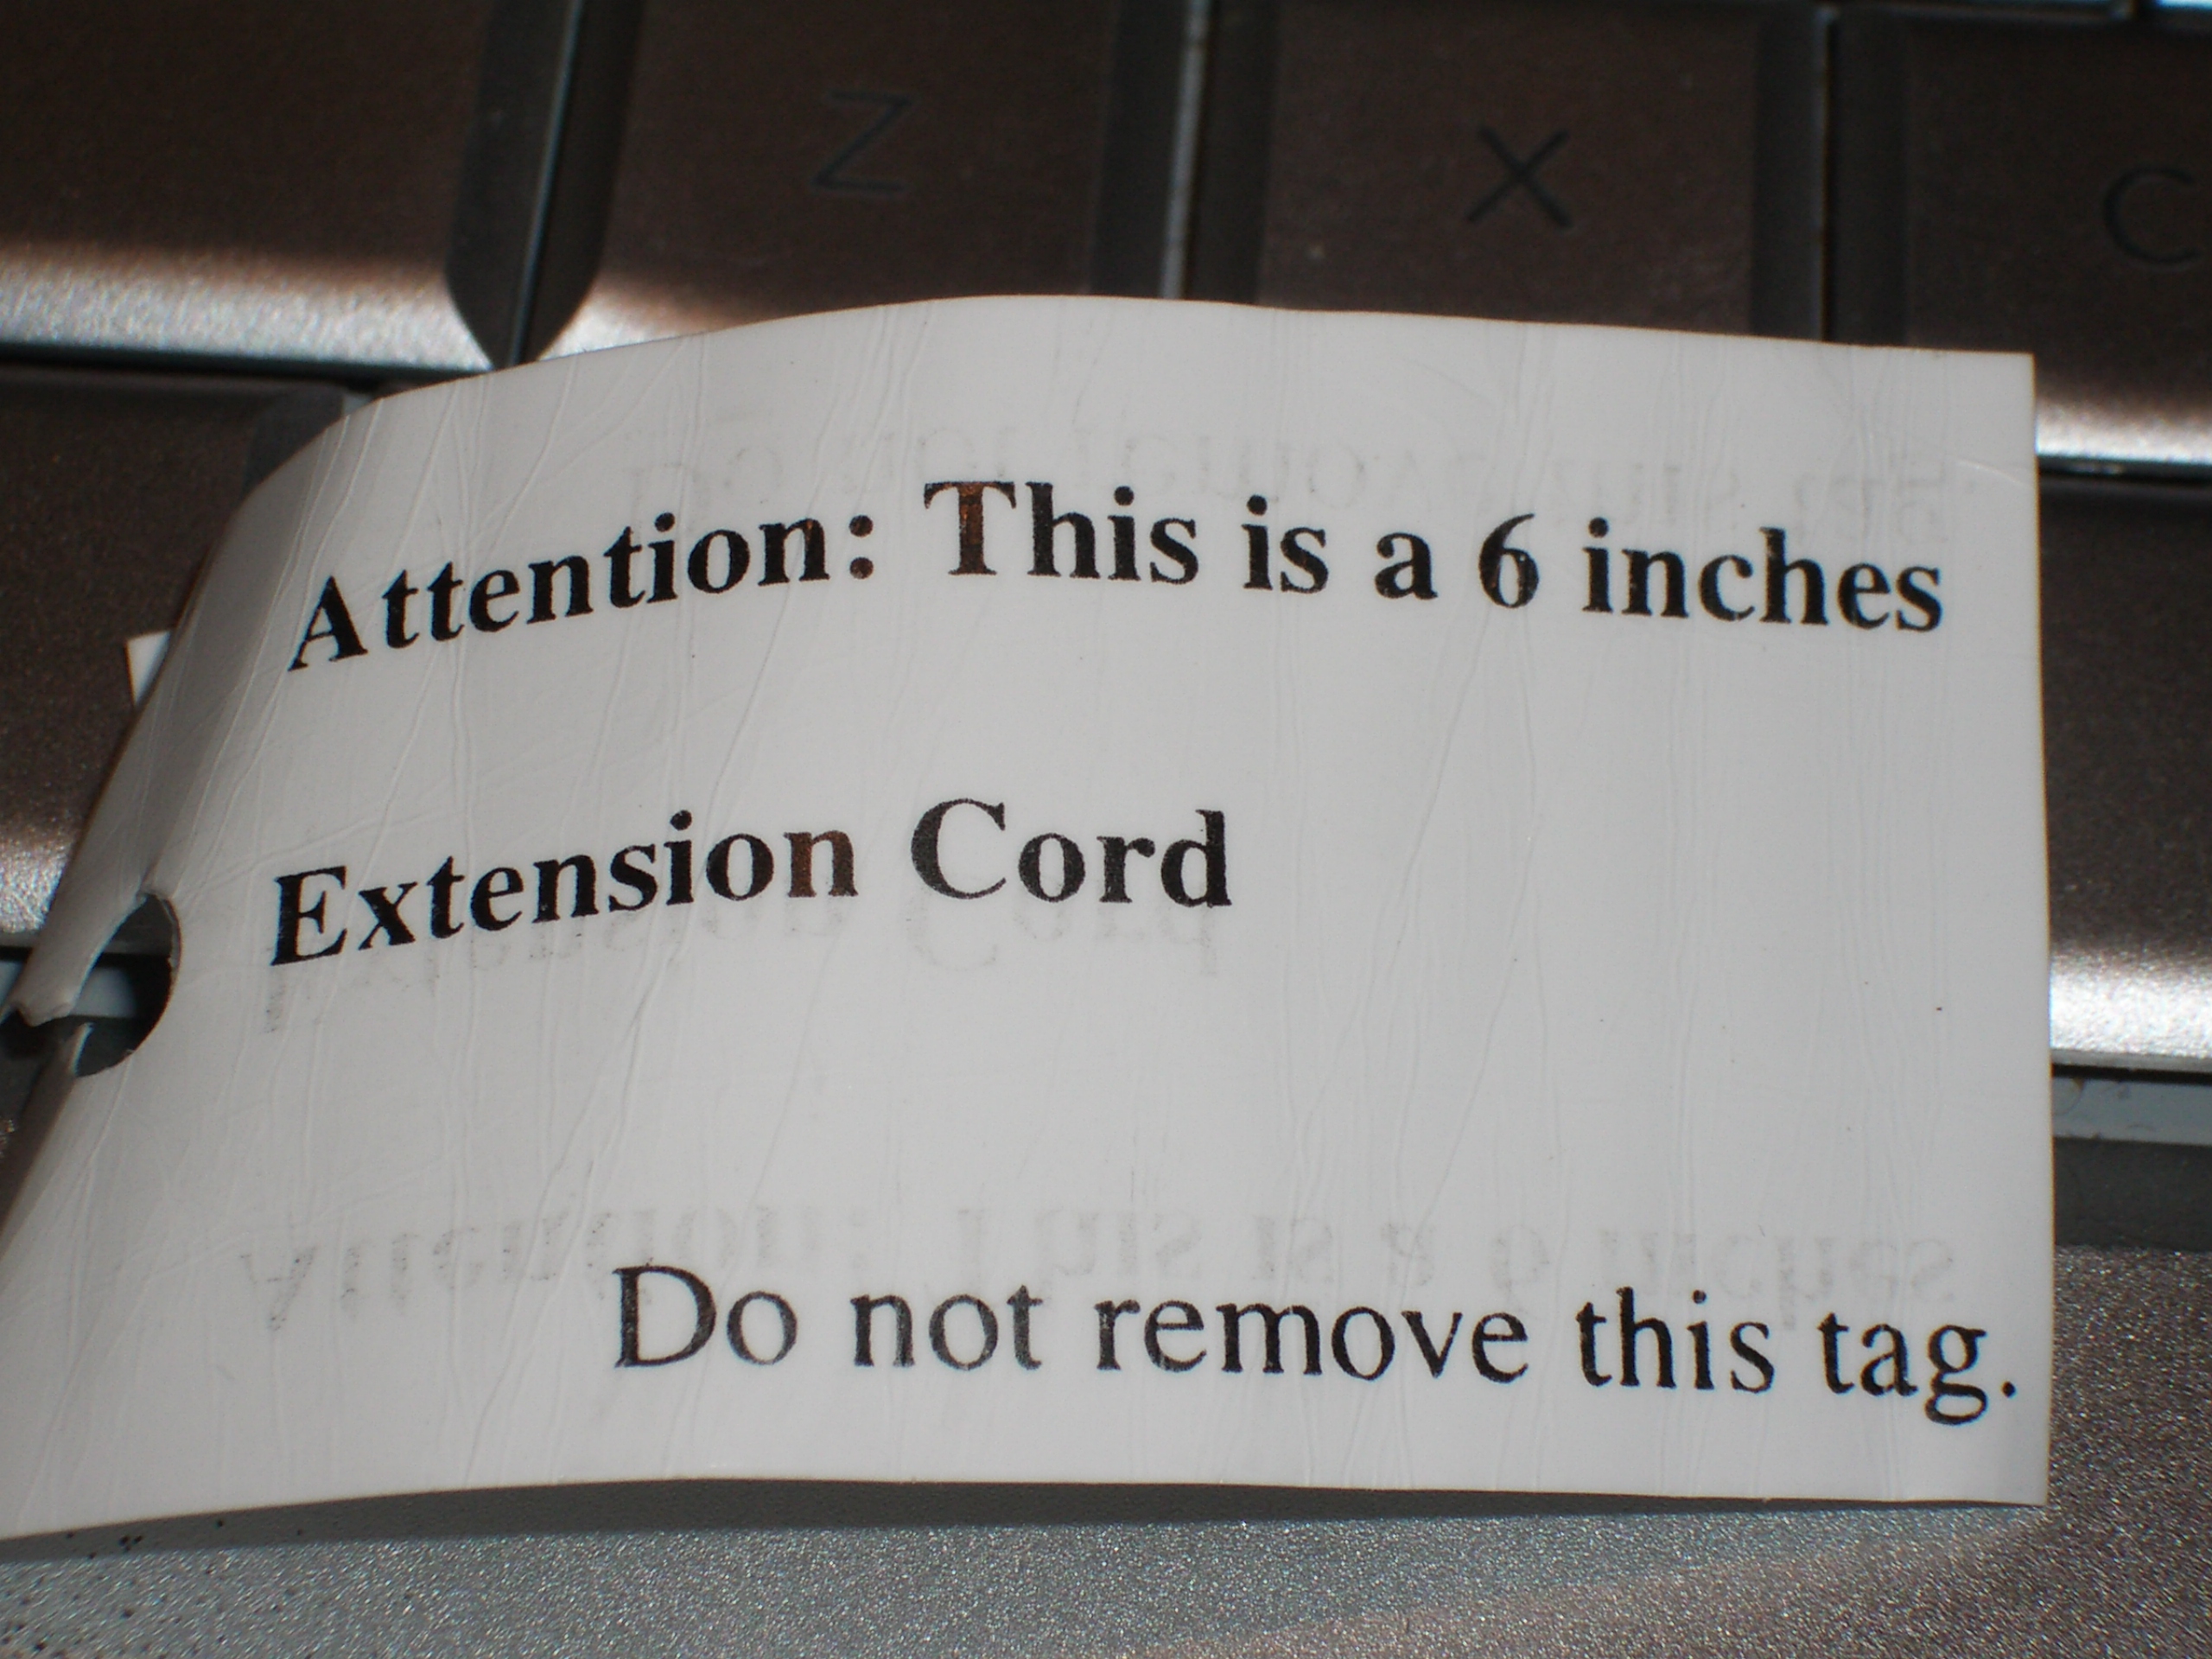 Z X C
Attention: This is a 6 inches
Extension Cord
Do not remove this tag.